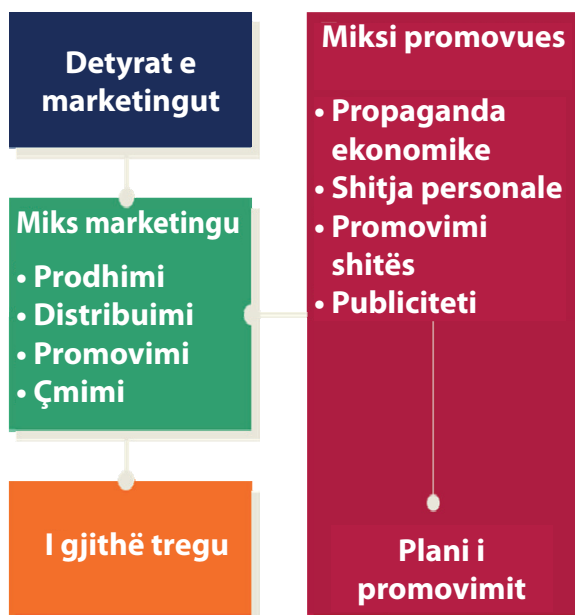 Detyrat e
marketingut
Miks marketingu
• Prodhimi
• Distribuimi
• Promovimi
• Çmimi
I gjithë tregu
Miksi promovues
• Propaganda
ekonomike
• Shitja personale
• Promovimi
shitës
• Publiciteti
Plani i
promovimit